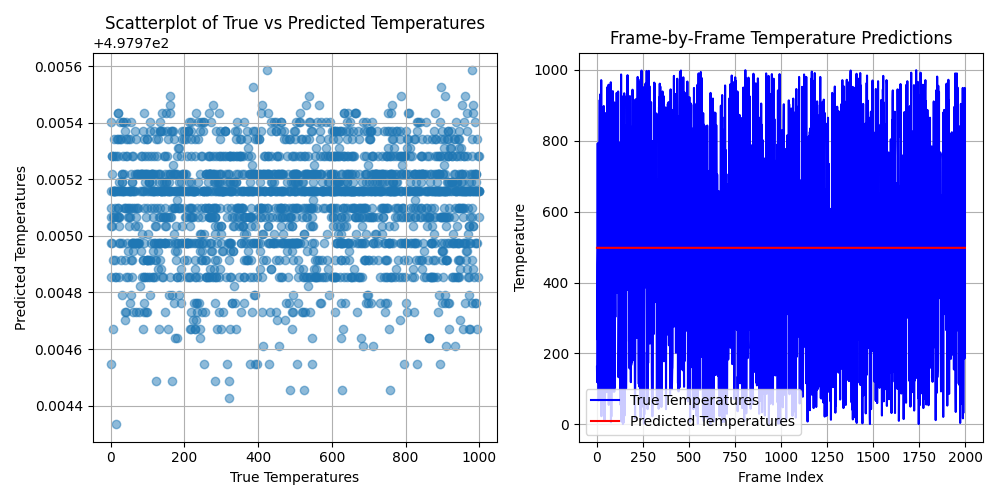 Scatterplot of True vs Predicted Temperatures
+4.9797e2
0.0056
0.0054
0.0052
0.0050
0.0048
0.0046
0.0044
Predicted Temperatures
0 200 400 600 800 1000
True Temperatures
Frame-by-Frame Temperature Predictions
1000
800
600
400
200
0
Temperature
True Temperatures
Predicted Temperatures
0 250 500 750 1000 1250 1500 1750 2000
Frame Index